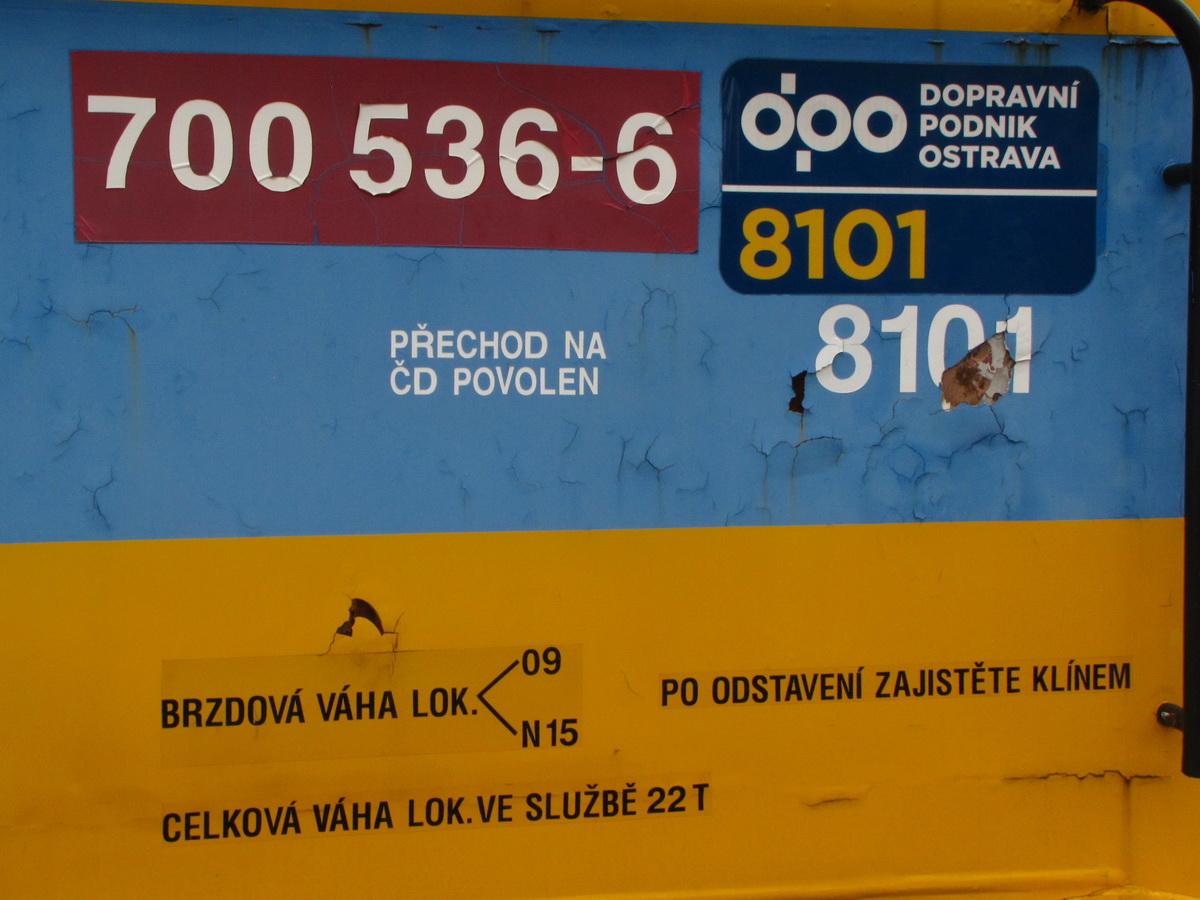 700 536-6
dpo
DOPRAVNÍ
PODNIK
OSTRAVA
8101
8101
PŘECHOD NA
ČD POVOLEN
BRZDOVÁ VÁHA LOK.
09
N 15
PO ODSTAVENÍ ZAJISTĚTE KLÍNEM
CELKOVÁ VÁHA LOK. VE SLUŽBĚ 22 T